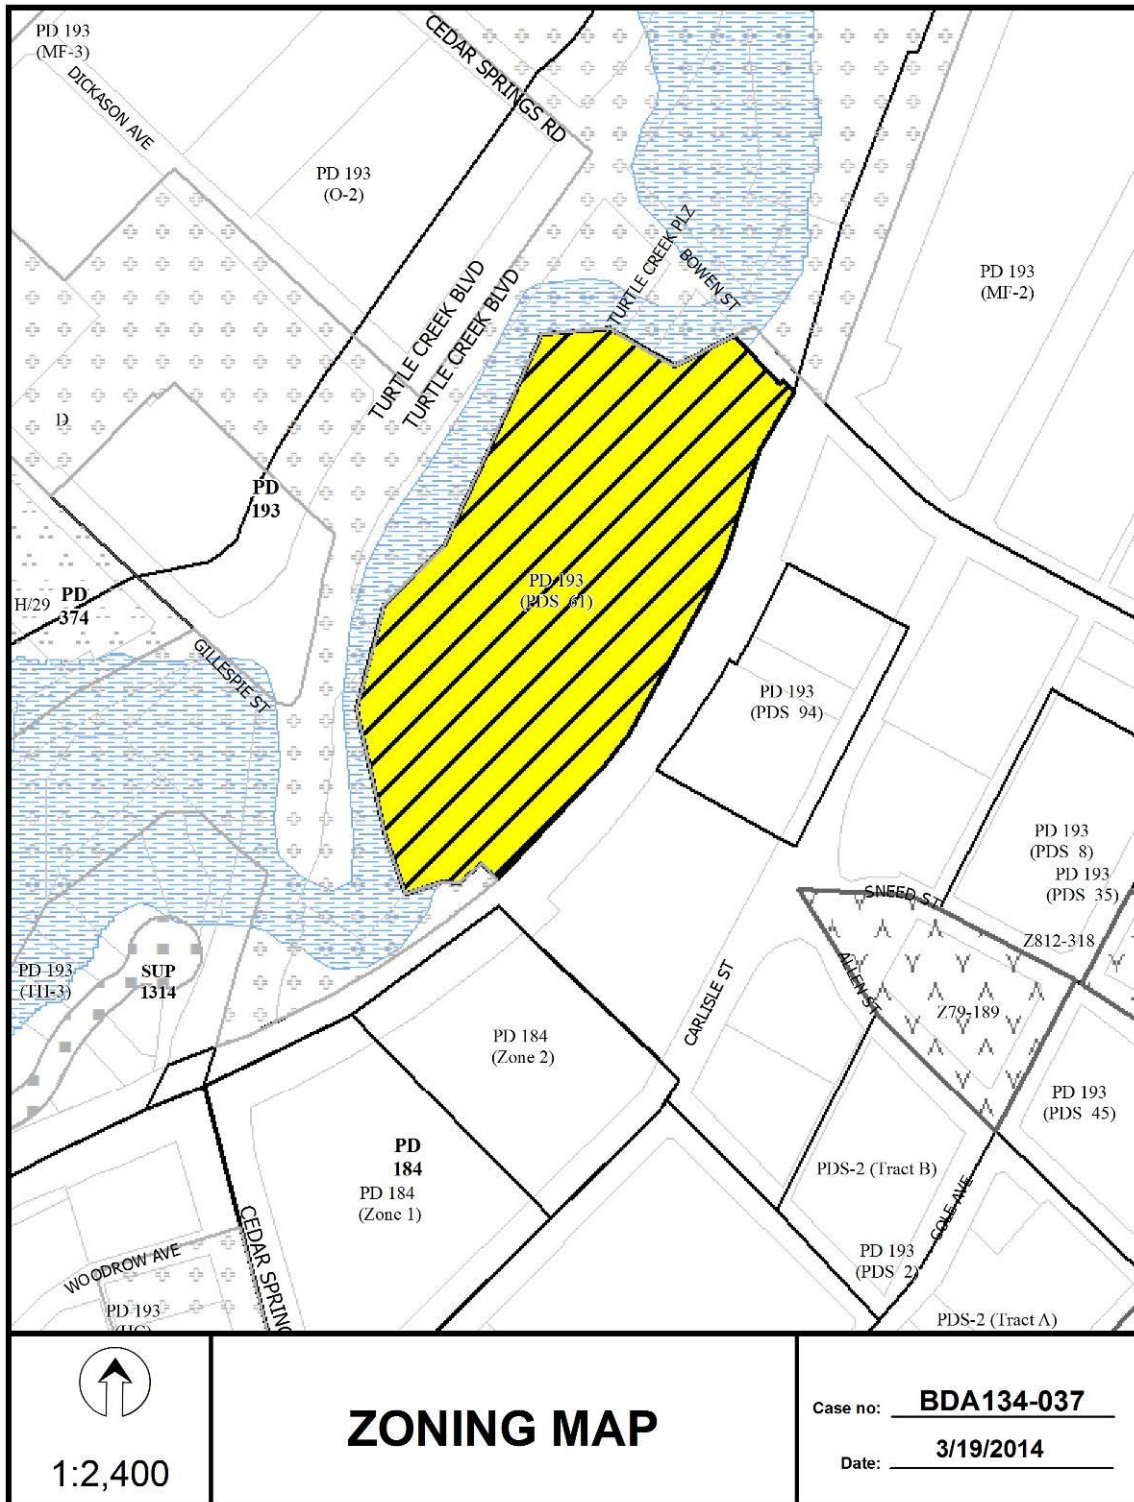 PD 193
(MF-3)
DICKASON AVE
CEDAR SPRINGS RD
PD 193
(O-2)
TURTLE CREEK BLVD
TURTLE CREEK BLVD
TURTLE CREEK PLZ
BOWEN ST
PD 193
(MF-2)
D
PD
193
PD 193
(PDS 61)
H/29
PD
374
GILLESPIE ST
PD 193
(PDS 94)
PD 193
(PDS 8)
PD 193
(PDS 35)
SNEED ST
Z812-318
ALLEN ST
Z79-189
PD 193
(TH-3)
SUP
1314
CARLISLE ST
PD 184
(Zone 2)
PD 193
(PDS 45)
PD
184
PD 184
(Zone 1)
PDS-2 (Tract B)
COLE AVE
CEDAR SPRING
WOODROW AVE
PD 193
(PDS 2)
PD 193
(HC)
PDS-2 (Tract A)
1:2,400
ZONING MAP
Case no: BDA134-037
Date: 3/19/2014